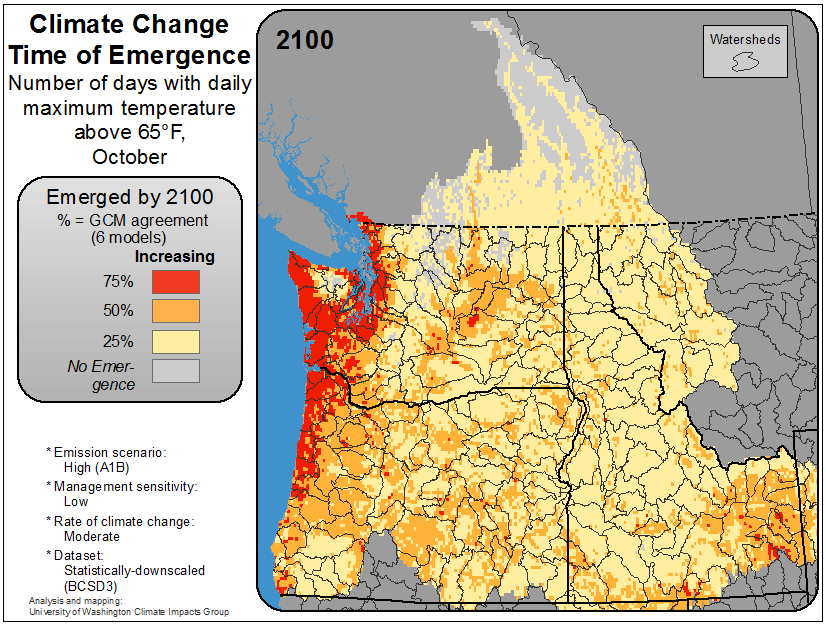 Climate Change
Time of Emergence
Number of days with daily
maximum temperature
above 65°F,
October
Emerged by 2100
% = GCM agreement
(6 models)
Increasing
75%
50%
25%
No Emer-
gence
* Emission scenario:
High (A1B)
* Management sensitivity:
Low
* Rate of climate change:
Moderate
* Dataset:
Statistically-downscaled
(BCSD3)
Analysis and mapping:
University of Washington Climate Impacts Group
2100
Watersheds